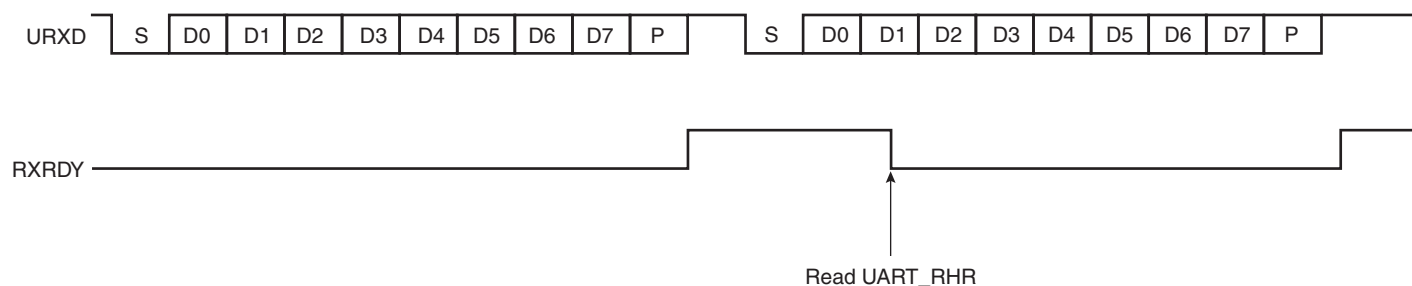 URXD S D0 D1 D2 D3 D4 D5 D6 D7 P S D0 D1 D2 D3 D4 D5 D6 D7 P
RXRDY
Read UART_RHR